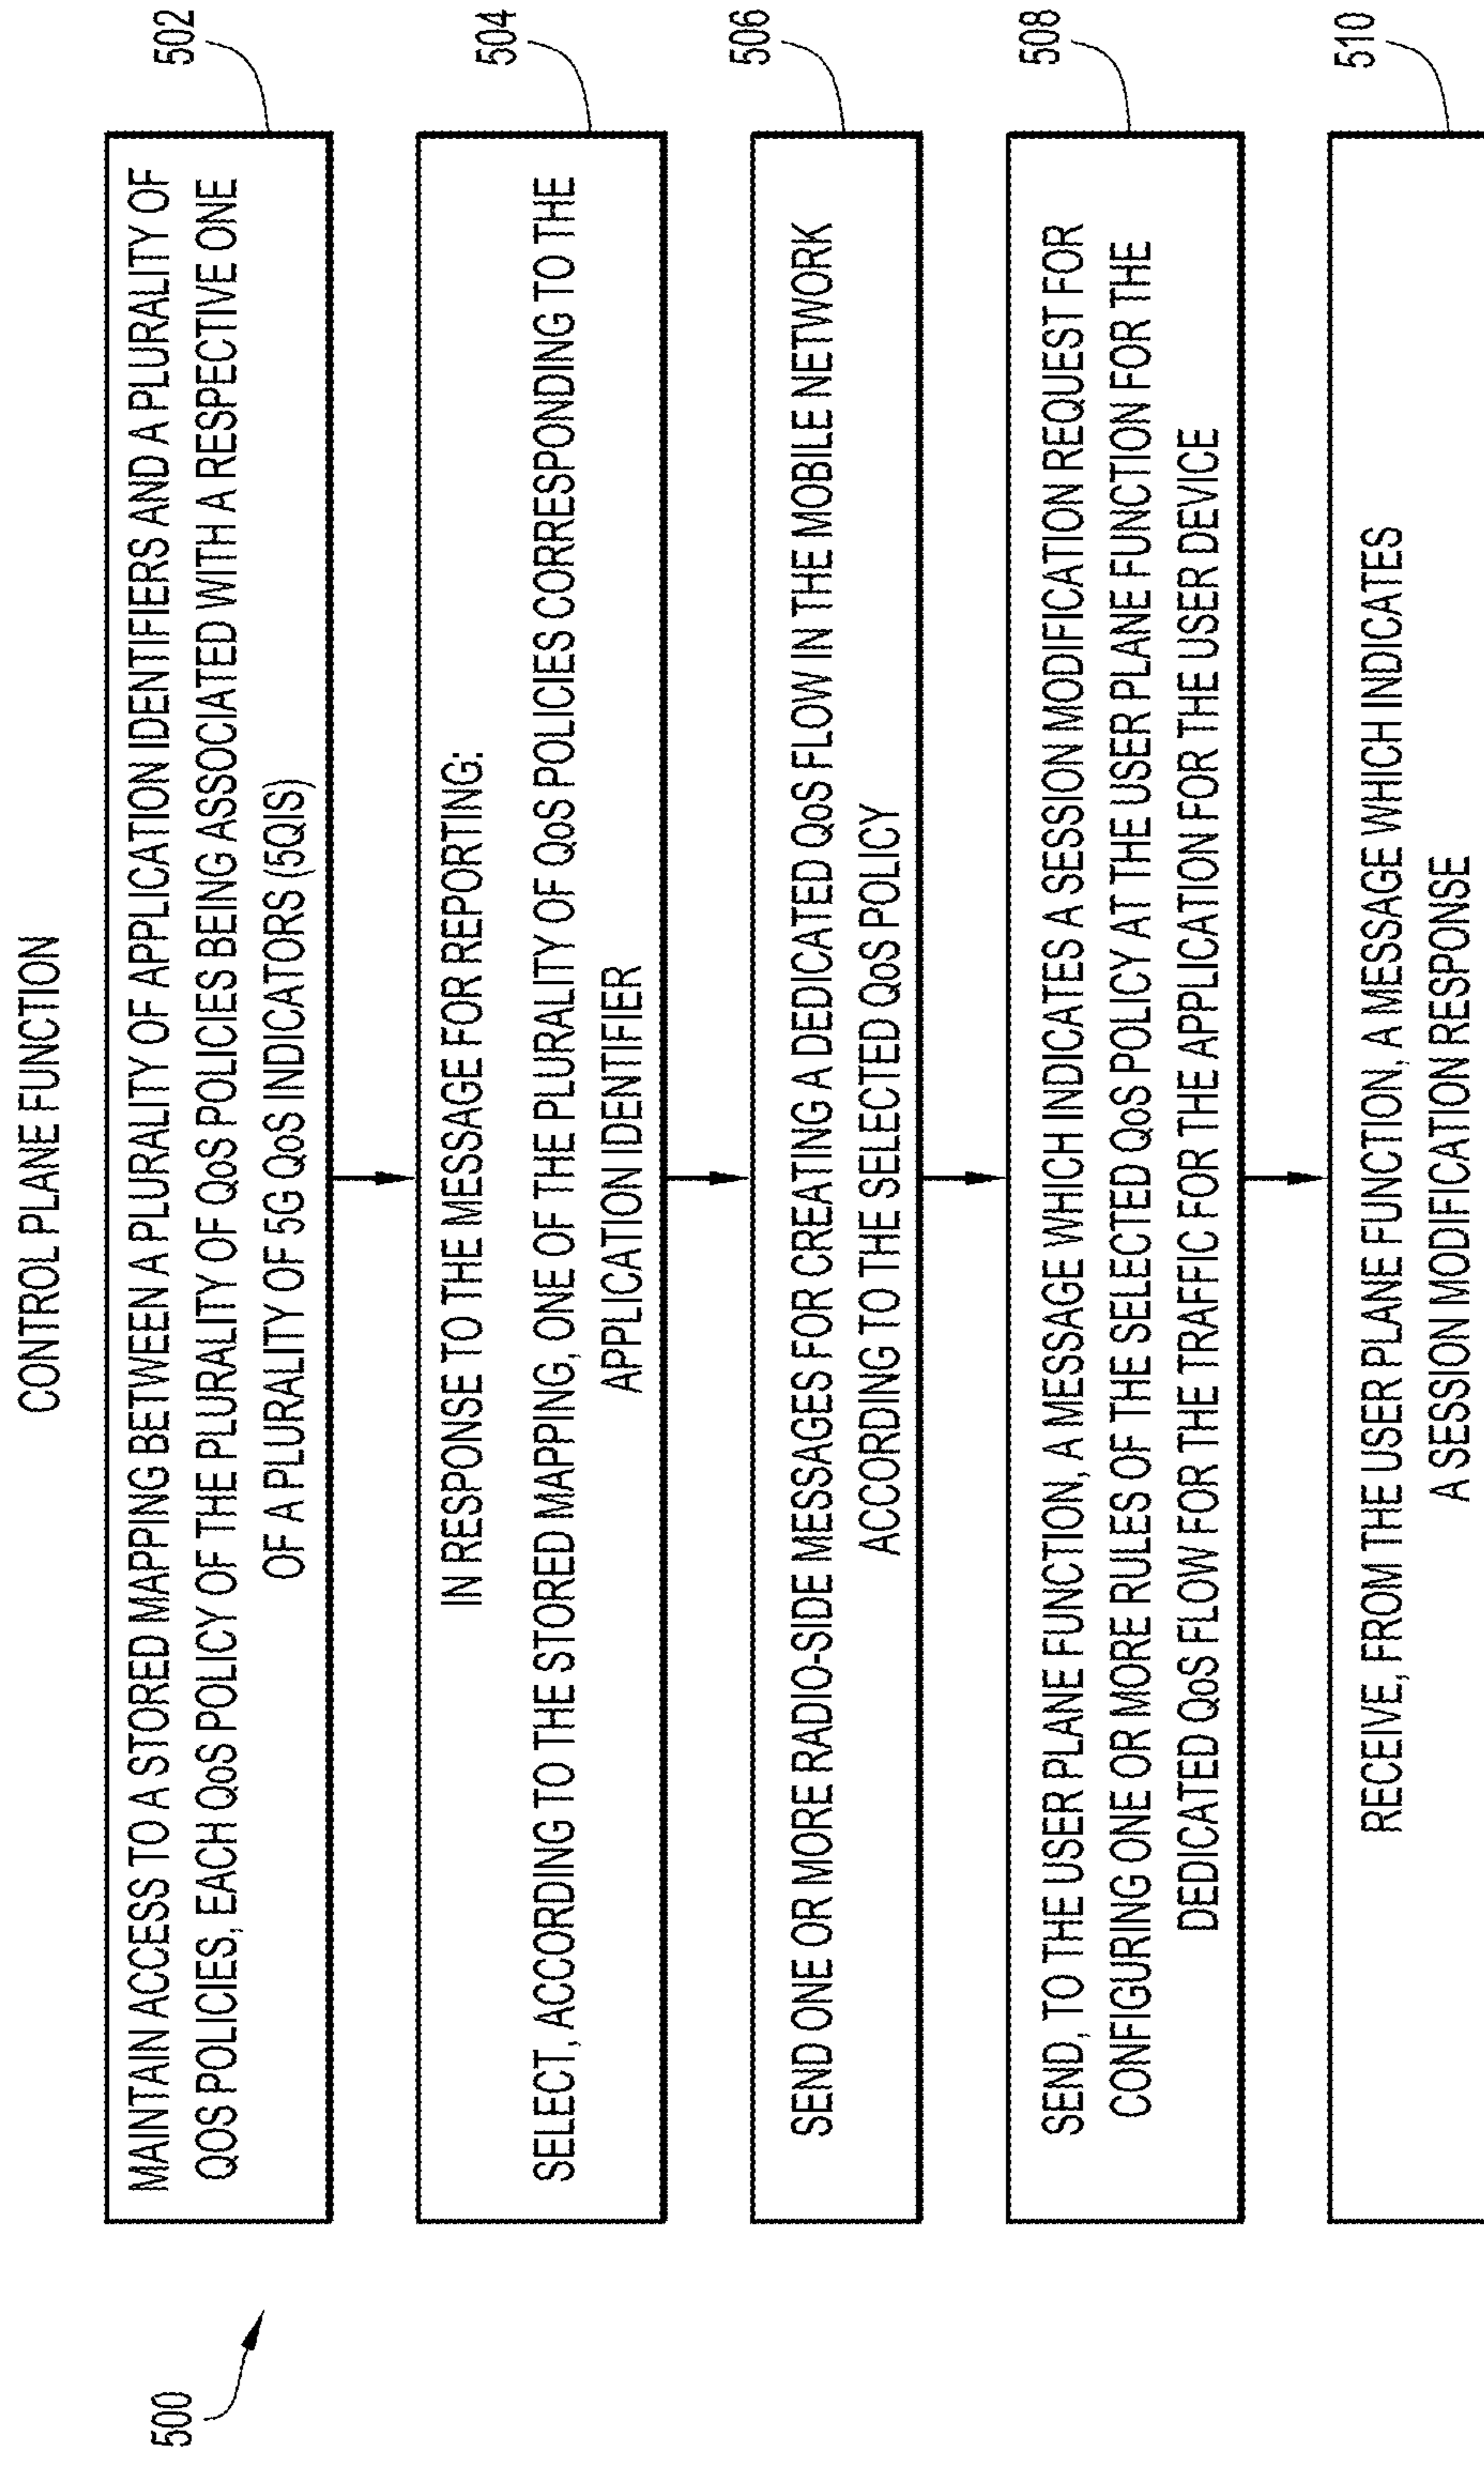 CONTROL PLANE FUNCTION
500
MAINTAIN ACCESS TO A STORED MAPPING BETWEEN A PLURALITY OF APPLICATION IDENTIFIERS AND A PLURALITY OF
QOS POLICIES, EACH QoS POLICY OF THE PLURALITY OF QoS POLICIES BEING ASSOCIATED WITH A RESPECTIVE ONE
OF A PLURALITY OF 5G QoS INDICATORS (5QIS)
502
IN RESPONSE TO THE MESSAGE FOR REPORTING:
SELECT, ACCORDING TO THE STORED MAPPING, ONE OF THE PLURALITY OF QoS POLICIES CORRESPONDING TO THE
APPLICATION IDENTIFIER
504
SEND ONE OR MORE RADIO-SIDE MESSAGES FOR CREATING A DEDICATED QoS FLOW IN THE MOBILE NETWORK
ACCORDING TO THE SELECTED QoS POLICY
506
SEND, TO THE USER PLANE FUNCTION, A MESSAGE WHICH INDICATES A SESSION MODIFICATION REQUEST FOR
CONFIGURING ONE OR MORE RULES OF THE SELECTED QoS POLICY AT THE USER PLANE FUNCTION FOR THE
DEDICATED QoS FLOW FOR THE TRAFFIC FOR THE APPLICATION FOR THE USER DEVICE
508
RECEIVE, FROM THE USER PLANE FUNCTION, A MESSAGE WHICH INDICATES
A SESSION MODIFICATION RESPONSE
510